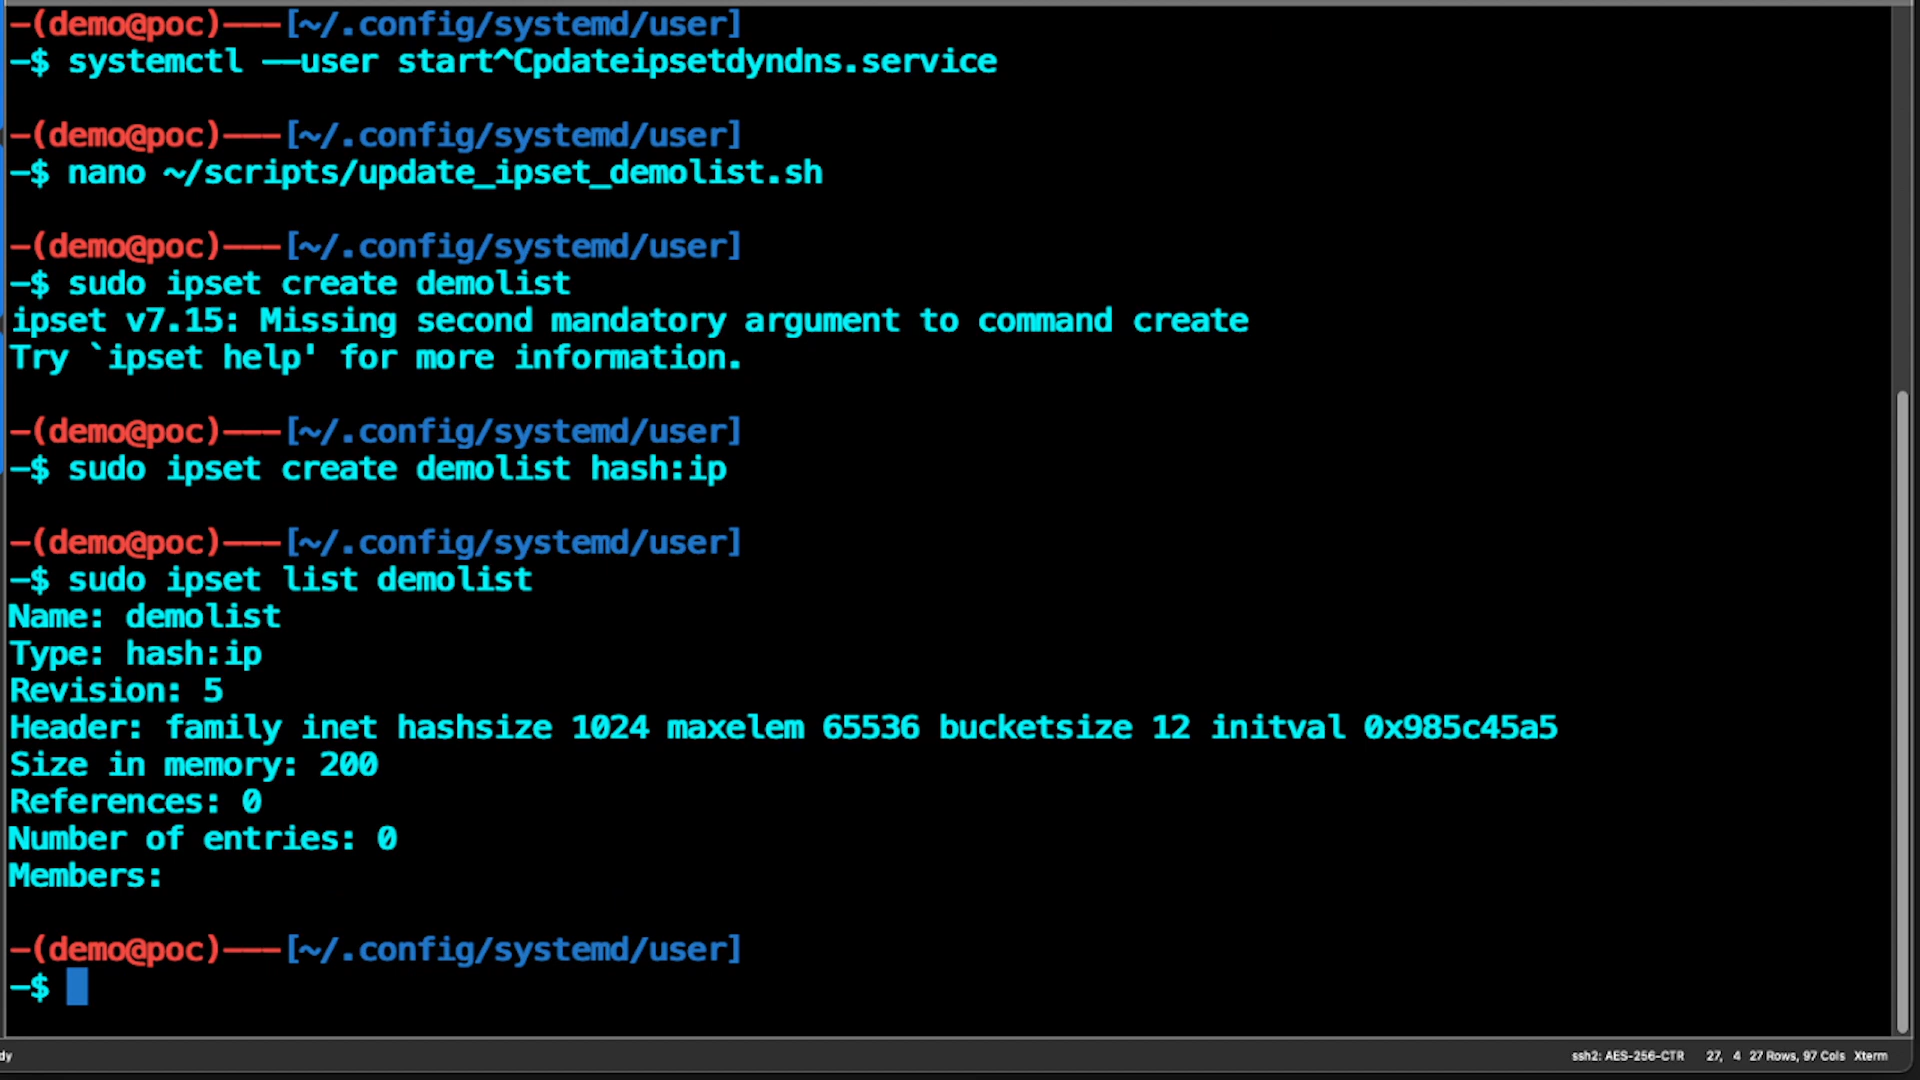 —(demo@poc)———[~/.config/systemd/user]
—$ systemctl ——user start^Cpdateipsetdyndns.service
—(demo@poc)———[~/.config/systemd/user]
—$ nano ~/scripts/update_ipset_demolist.sh
—(demo@poc)———[~/.config/systemd/user]
—$ sudo ipset create demolist
ipset v7.15: Missing second mandatory argument to command create
Try `ipset help' for more information.
—(demo@poc)———[~/.config/systemd/user]
—$ sudo ipset create demolist hash:ip
—(demo@poc)———[~/.config/systemd/user]
—$ sudo ipset list demolist
Name: demolist
Type: hash:ip
Revision: 5
Header: family inet hashsize 1024 maxelem 65536 bucketsize 12 initval 0x985c45a5
Size in memory: 200
References: 0
Number of entries: 0
Members:
—(demo@poc)———[~/.config/systemd/user]
—$
dy ssh2: AES-256-CTR 27, 4 27 Rows, 97 Cols Xterm